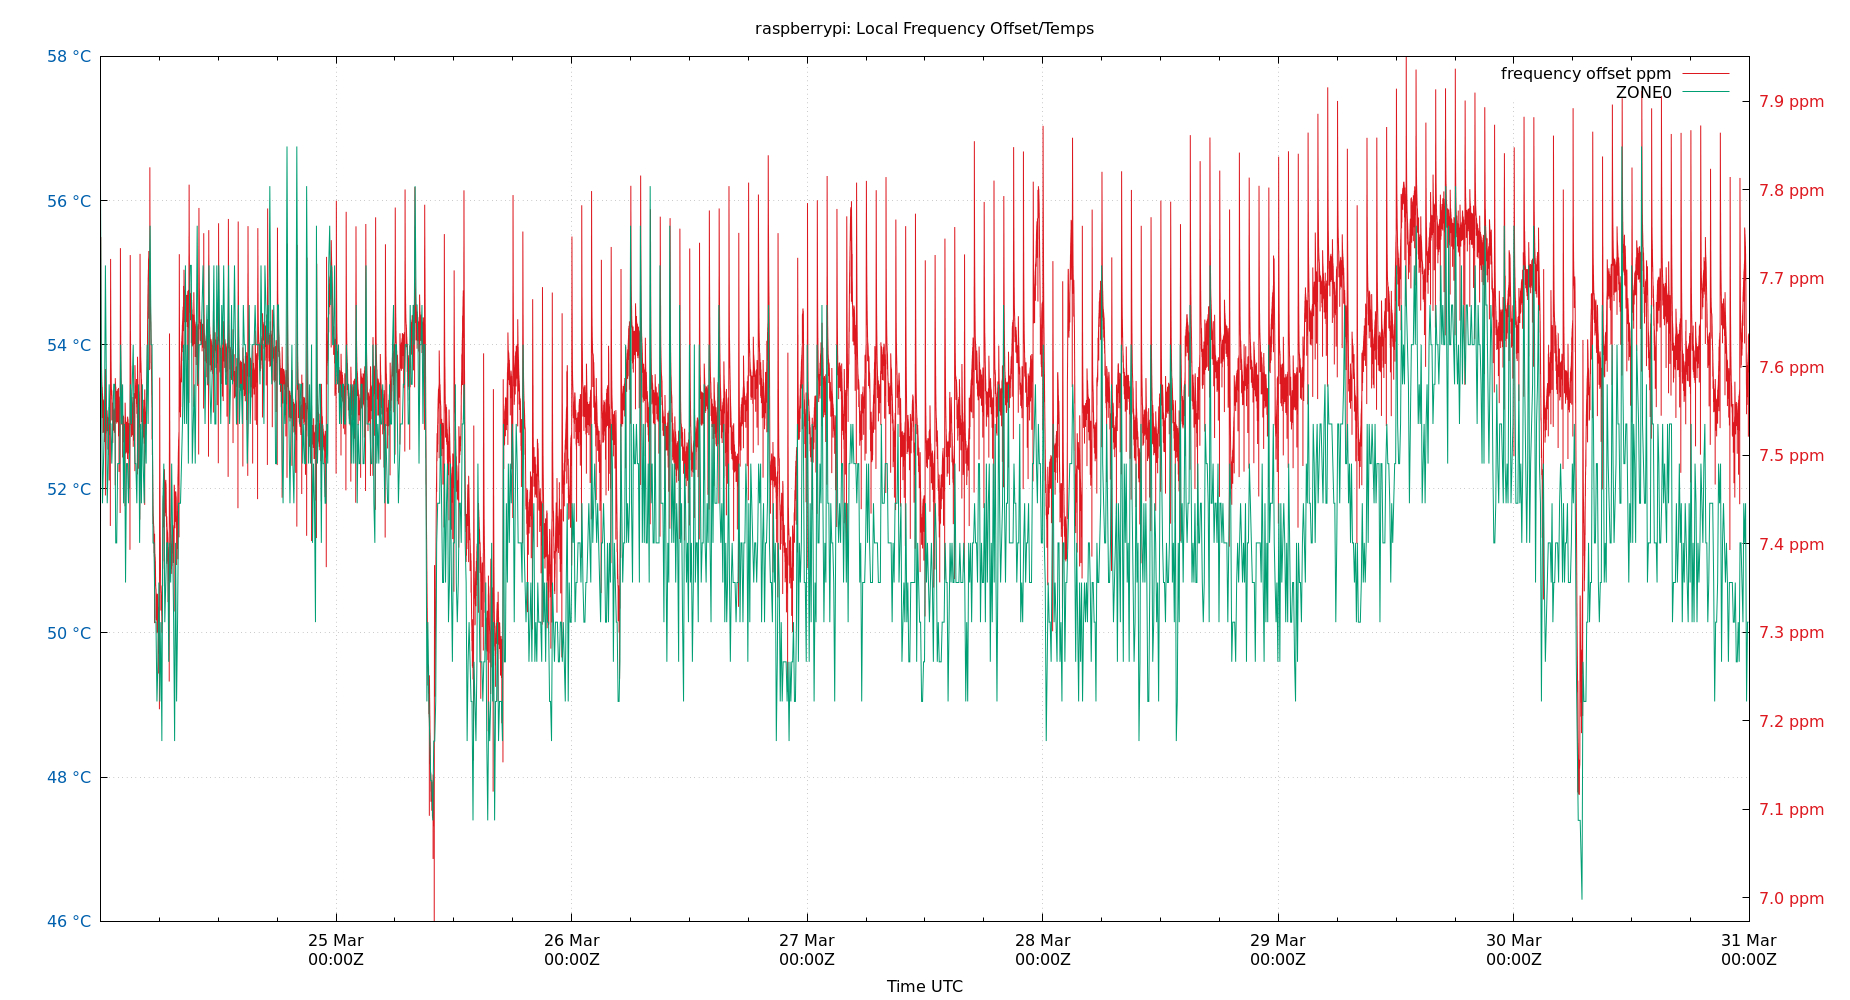 raspberrypi: Local Frequency Offset/Temps
58 °C
56 °C
54 °C
52 °C
50 °C
48 °C
46 °C
frequency offset ppm
ZONE0
7.9 ppm
7.8 ppm
7.7 ppm
7.6 ppm
7.5 ppm
7.4 ppm
7.3 ppm
7.2 ppm
7.1 ppm
7.0 ppm
25 Mar
00:00Z
26 Mar
00:00Z
27 Mar
00:00Z
28 Mar
00:00Z
29 Mar
00:00Z
30 Mar
00:00Z
31 Mar
00:00Z
Time UTC